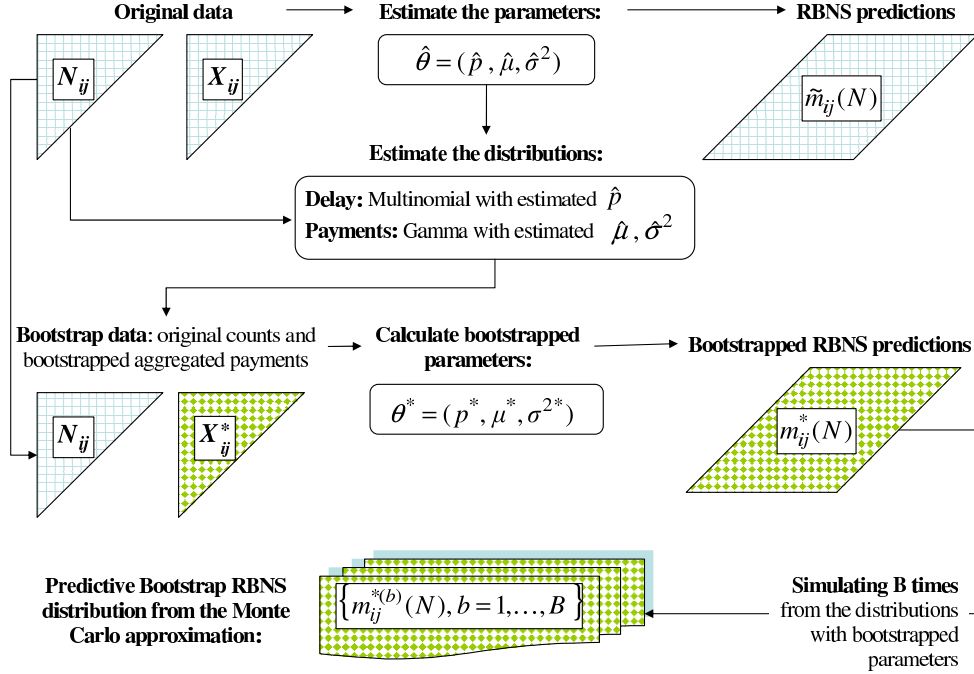 Original data
Estimate the parameters:
RBNS predictions
N_ij
X_ij
θ̂ = (p̂, μ̂, σ̂²)
m̃_ij(N)
Estimate the distributions:
Delay: Multinomial with estimated p̂
Payments: Gamma with estimated μ̂, σ̂²
Bootstrap data: original counts and
bootstrapped aggregated payments
Calculate bootstrapped
parameters:
Bootstrapped RBNS predictions
N_ij
X*_ij
θ* = (p*, μ*, σ²*)
m*_ij(N)
Predictive Bootstrap RBNS
distribution from the Monte
Carlo approximation:
{m_ij^*(b)(N), b = 1,…, B}
Simulating B times
from the distributions
with bootstrapped
parameters